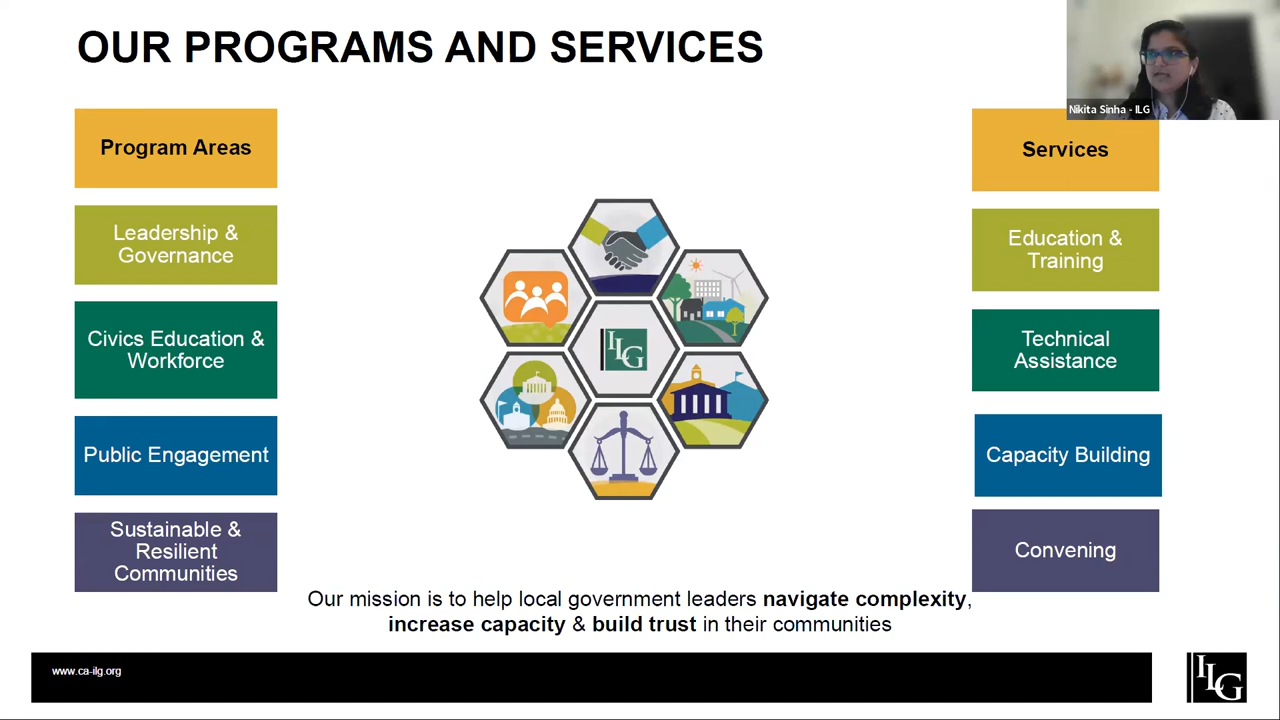 OUR PROGRAMS AND SERVICES
Nikita Sinha - ILG
Program Areas
Leadership &
Governance
Civics Education &
Workforce
Public Engagement
Sustainable &
Resilient
Communities
ILG
Services
Education &
Training
Technical
Assistance
Capacity Building
Convening
Our mission is to help local government leaders navigate complexity,
increase capacity & build trust in their communities
www.ca-ilg.org
ILG